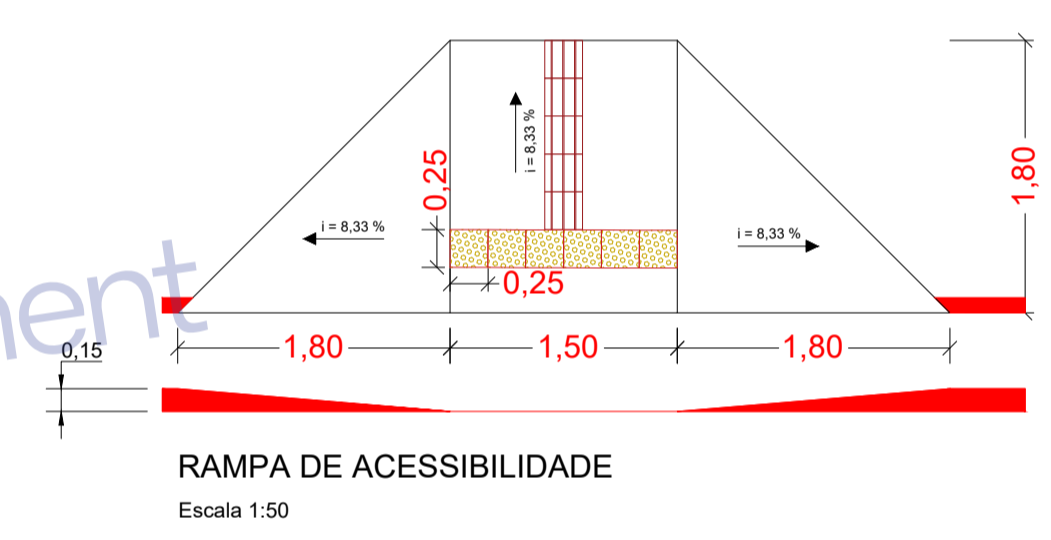 i = 8,33 %
0,25
1,80
i = 8,33 %
i = 8,33 %
0,25
ment
0,15
1,80
1,50
1,80
RAMPA DE ACESSIBILIDADE
Escala 1:50